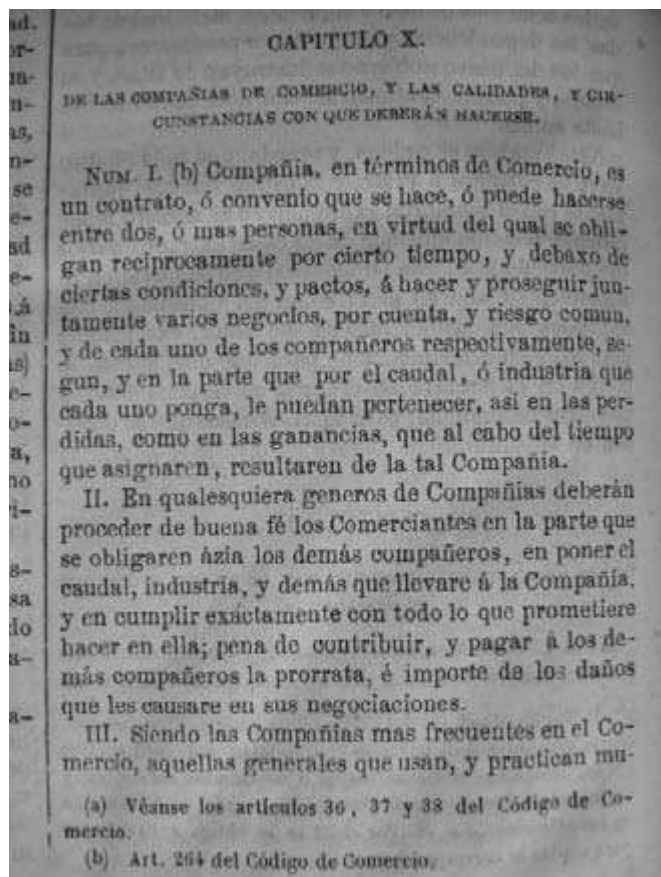 CAPITULO X.
DE LAS COMPAÑIAS DE COMERCIO, Y LAS CALIDADES, Y CIR-
CUNSTANCIAS CON QUE DEBERÁN HACERSE.
NUM. I. (b) Compañia, en términos de Comercio, es
un contrato, ó convenio que se hace, ó puede hacerse
entre dos, ó mas personas, en virtud del qual se obli-
gan reciprocamente por cierto tiempo, y debaxo de
ciertas condiciones, y pactos, á hacer y proseguir jun-
tamente varios negocios, por cuenta, y riesgo comun,
y de cada uno de los compañeros respectivamente, se-
gun, y en la parte que por el caudal, ó industria que
cada uno ponga, le puedan pertenecer, asi en las per-
didas, como en las ganancias, que al cabo del tiempo
que asignaren, resultaren de la tal Compañia.
II. En qualesquiera generos de Compañias deberán
proceder de buena fé los Comerciantes en la parte que
se obligaren ázia los demás compañeros, en poner el
caudal, industria, y demás que llevare á la Compañía,
y en cumplir exáctamente con todo lo que prometiere
hacer en ella; pena de contribuir, y pagar á los de-
más compañeros la prorrata, é importe de los daños
que les causare en sus negociaciones.
III. Siendo las Compañias mas frecuentes en el Co-
mercio, aquellas generales que usan, y practican mu-
(a) Véanse los artículos 36, 37 y 38 del Código de Co-
mercio.
(b) Art. 264 del Código de Comercio.